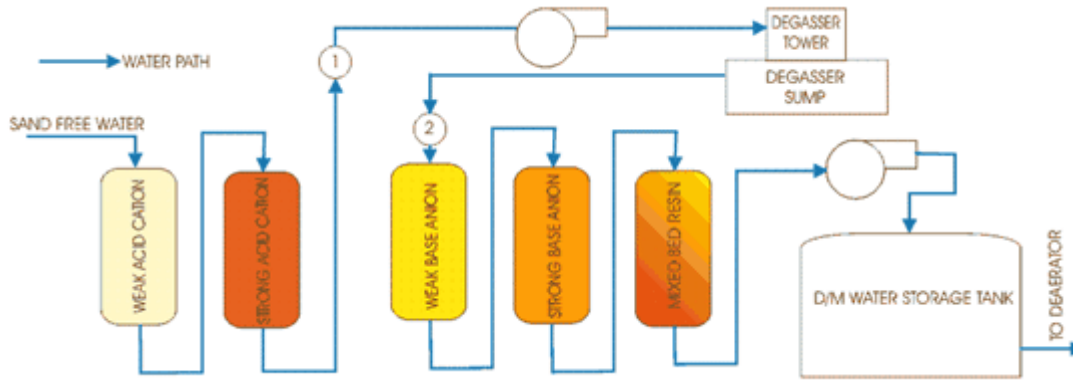 WATER PATH
SAND FREE WATER
WEAK ACID CATION
STRONG ACID CATION
1
DEGASSER
TOWER
DEGASSER
SUMP
2
WEAK BASE ANION
STRONG BASE ANION
MIXED BED RESIN
D/M WATER STORAGE TANK
TO DEAERATOR